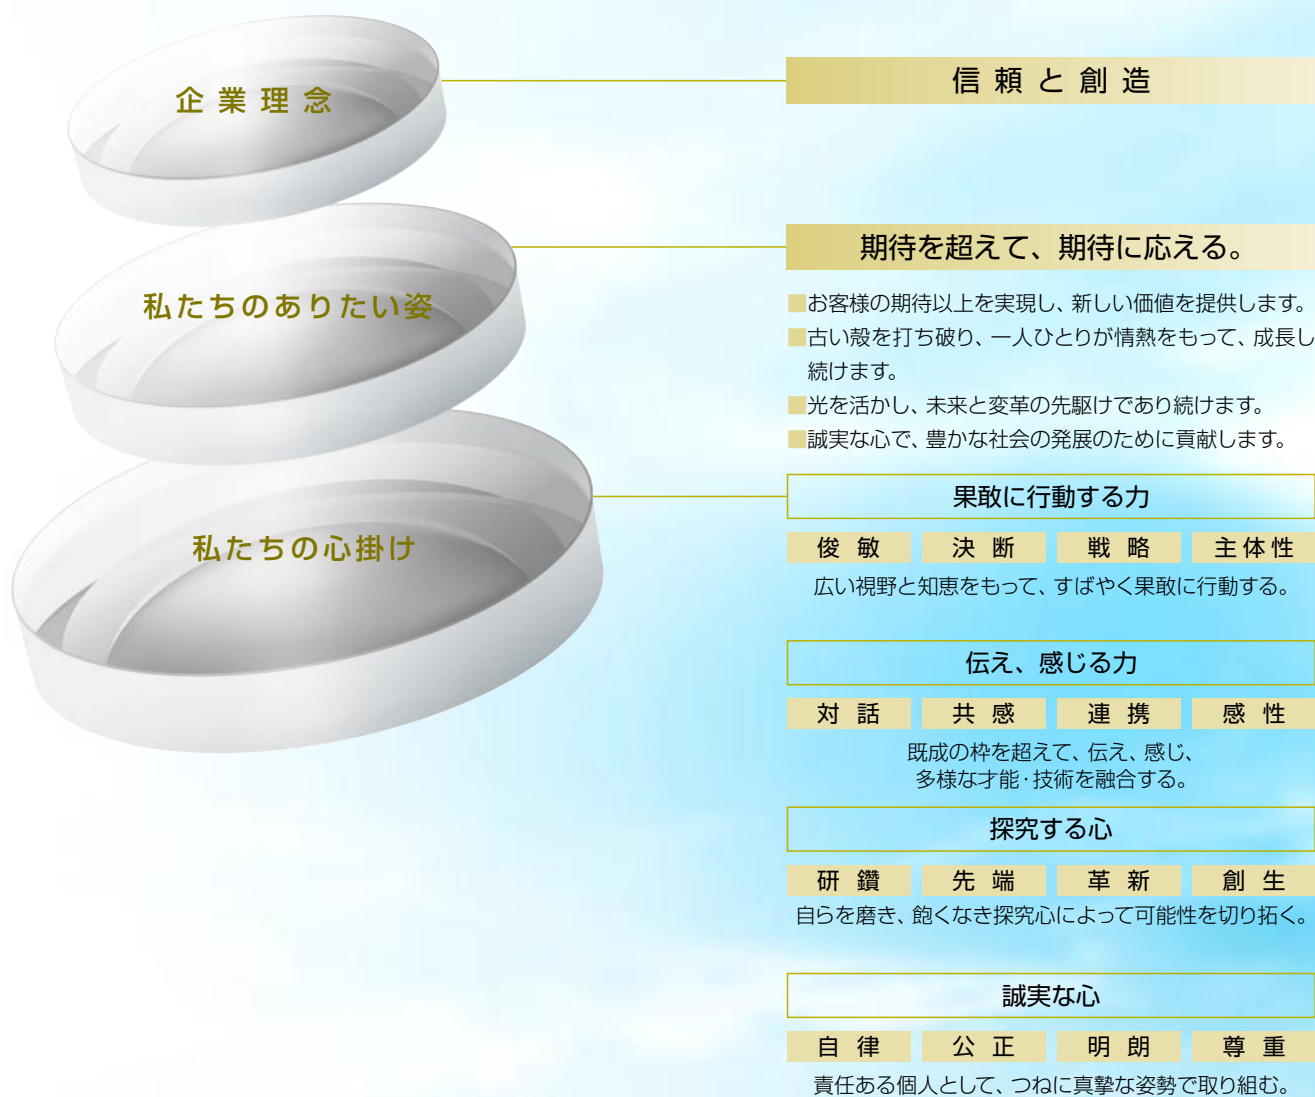 企業理念
信頼と創造
私たちのありたい姿
期待を超えて、期待に応える。
■お客様の期待以上を実現し、新しい価値を提供します。
■古い殻を打ち破り、一人ひとりが情熱をもって、成長し
続けます。
■光を活かし、未来と変革の先駆けであり続けます。
■誠実な心で、豊かな社会の発展のために貢献します。
私たちの心掛け
果敢に行動する力
俊敏 決断 戦略 主体性
広い視野と知恵をもって、すばやく果敢に行動する。
伝え、感じる力
対話 共感 連携 感性
既成の枠を超えて、伝え、感じ、
多様な才能・技術を融合する。
探究する心
研鑽 先端 革新 創生
自らを磨き、飽くなき探究心によって可能性を切り拓く。
誠実な心
自律 公正 明朗 尊重
責任ある個人として、つねに真摯な姿勢で取り組む。